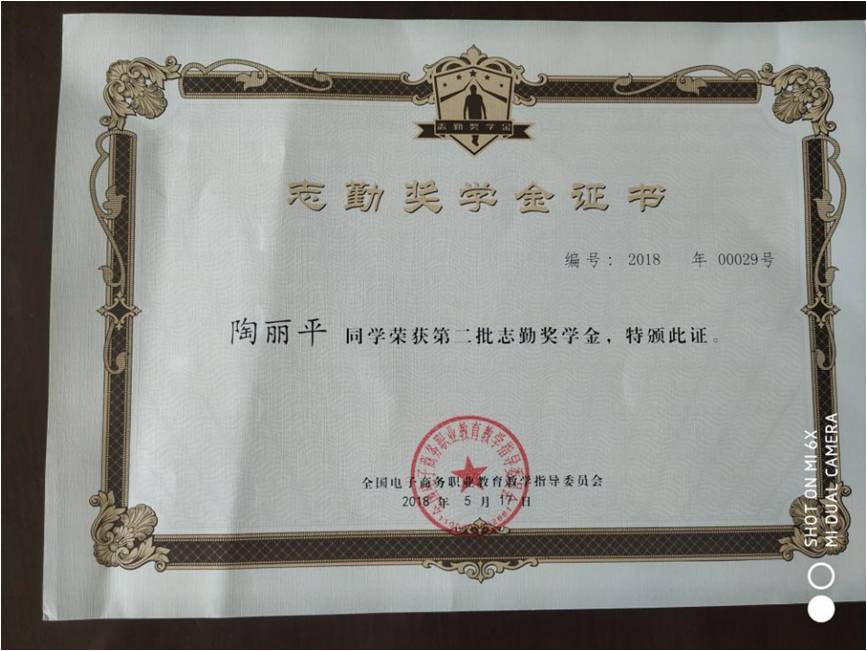 志勤奖学金
志勤奖学金证书
编号： 2018 年 00029号
陶丽平 同学荣获第二批志勤奖学金，特颁此证。
全国电子商务职业教育教学指导委员会
2018 年 5 月 17 日
SHOT ON MI 6X
MI DUAL CAMERA